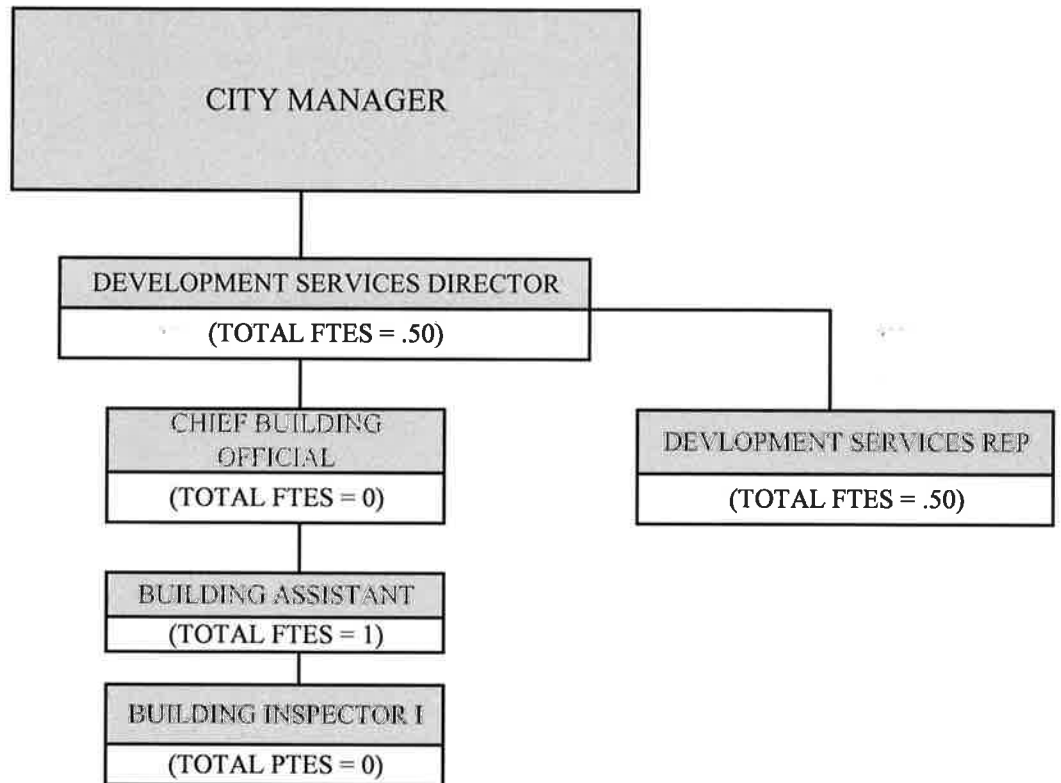 CITY MANAGER
DEVELOPMENT SERVICES DIRECTOR
(TOTAL FTES = .50)
CHIEF BUILDING
OFFICIAL
(TOTAL FTES = 0)
DEVLOPMENT SERVICES REP
(TOTAL FTES = .50)
BUILDING ASSISTANT
(TOTAL FTES = 1)
BUILDING INSPECTOR I
(TOTAL PTES = 0)